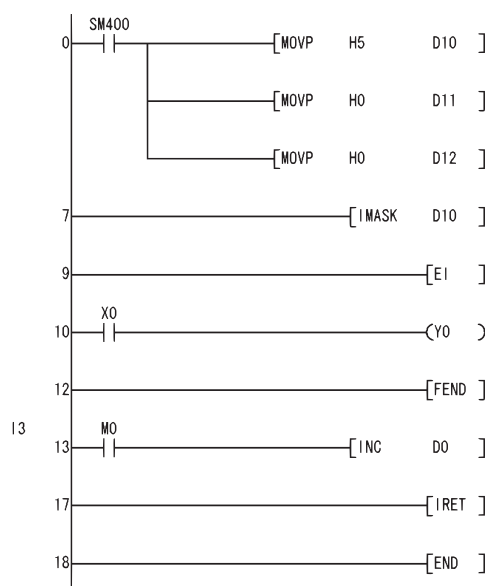 SM400
0 [MOVP H5 D10 ]
[MOVP H0 D11 ]
[MOVP H0 D12 ]
7 [IMASK D10 ]
9 [EI ]
X0
10 (Y0 )
12 [FEND ]
I3
M0
13 [INC D0 ]
17 [IRET ]
18 [END ]